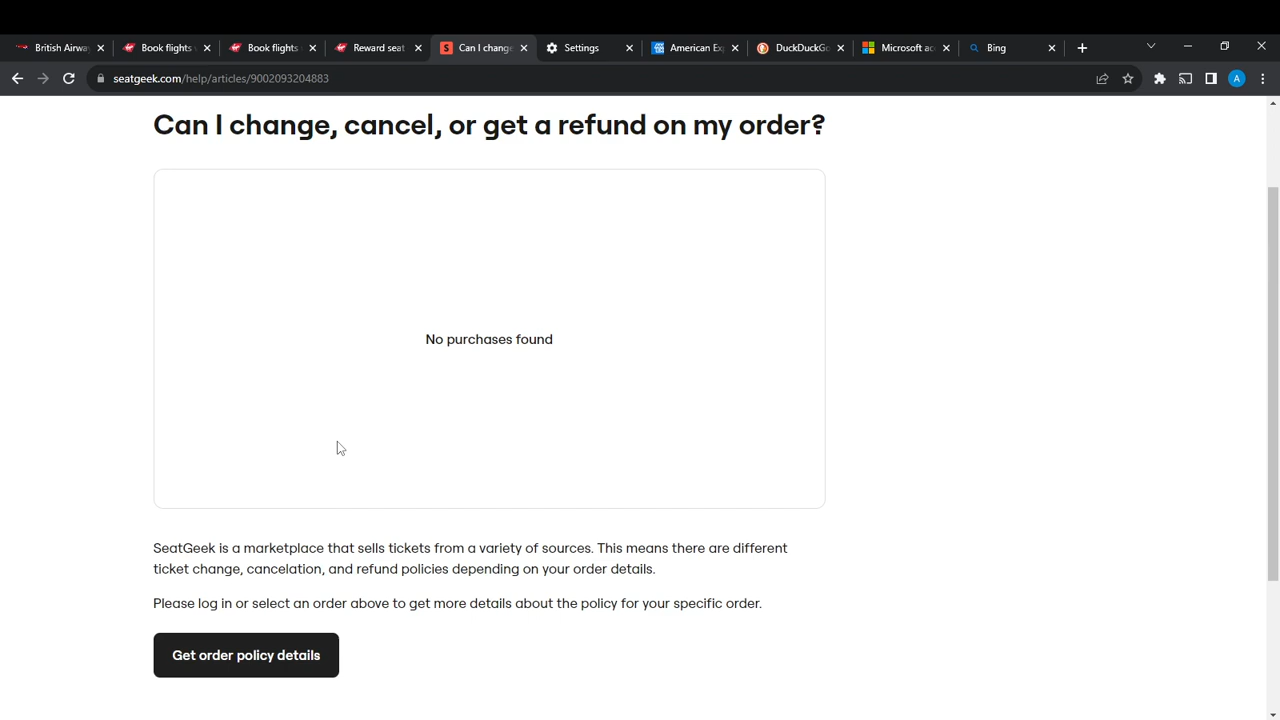 British Airway
Book flights
Book flights
Reward seat
Can I change
Settings
American Ex
DuckDuckGo
Microsoft acc
Bing
seatgeek.com/help/articles/9002093204883
A
Can I change, cancel, or get a refund on my order?
No purchases found
SeatGeek is a marketplace that sells tickets from a variety of sources. This means there are different
ticket change, cancelation, and refund policies depending on your order details.
Please log in or select an order above to get more details about the policy for your specific order.
Get order policy details